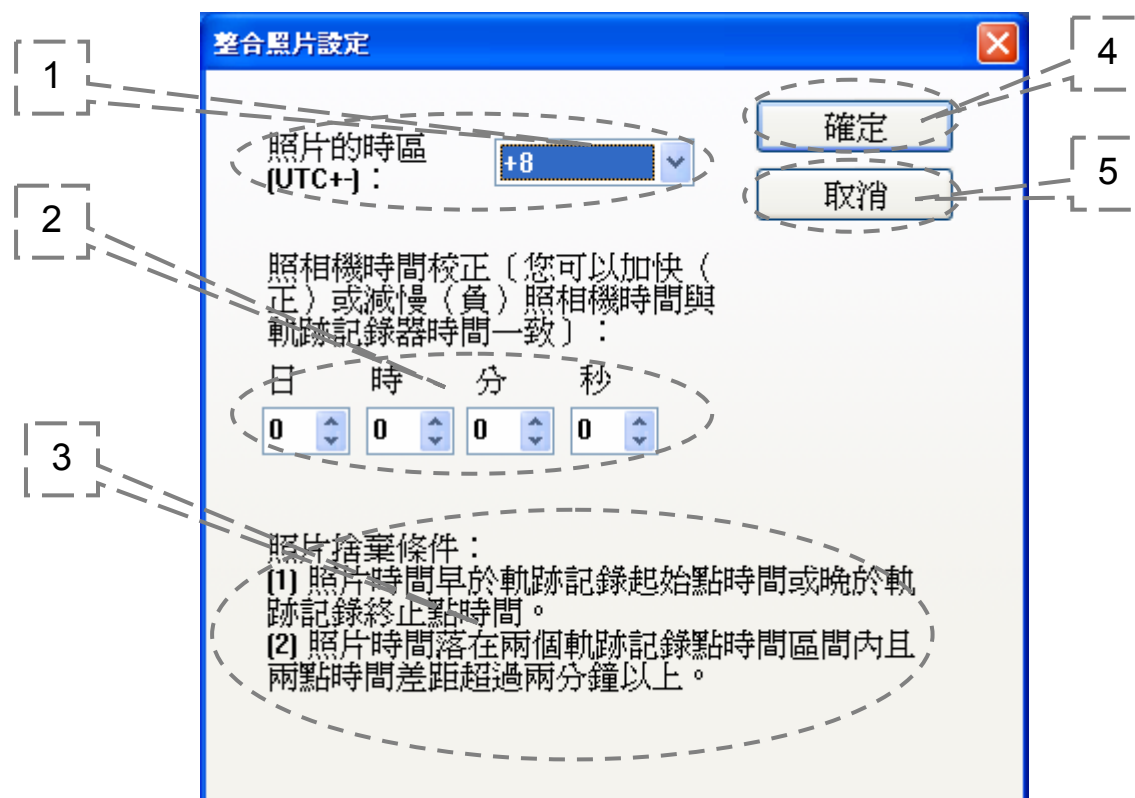 整合照片設定
1
4
確定
照片的時區
(UTC+-)：
+8
5
取消
2
照相機時間校正〔您可以加快（
正）或減慢（負）照相機時間與
軌跡記錄器時間一致〕：
日 時 分 秒
0 0 0 0
3
照片捨棄條件：
(1) 照片時間早於軌跡記錄起始點時間或晚於軌
跡記錄終止點時間。
(2) 照片時間落在兩個軌跡記錄點時間區間內且
兩點時間差距超過兩分鐘以上。